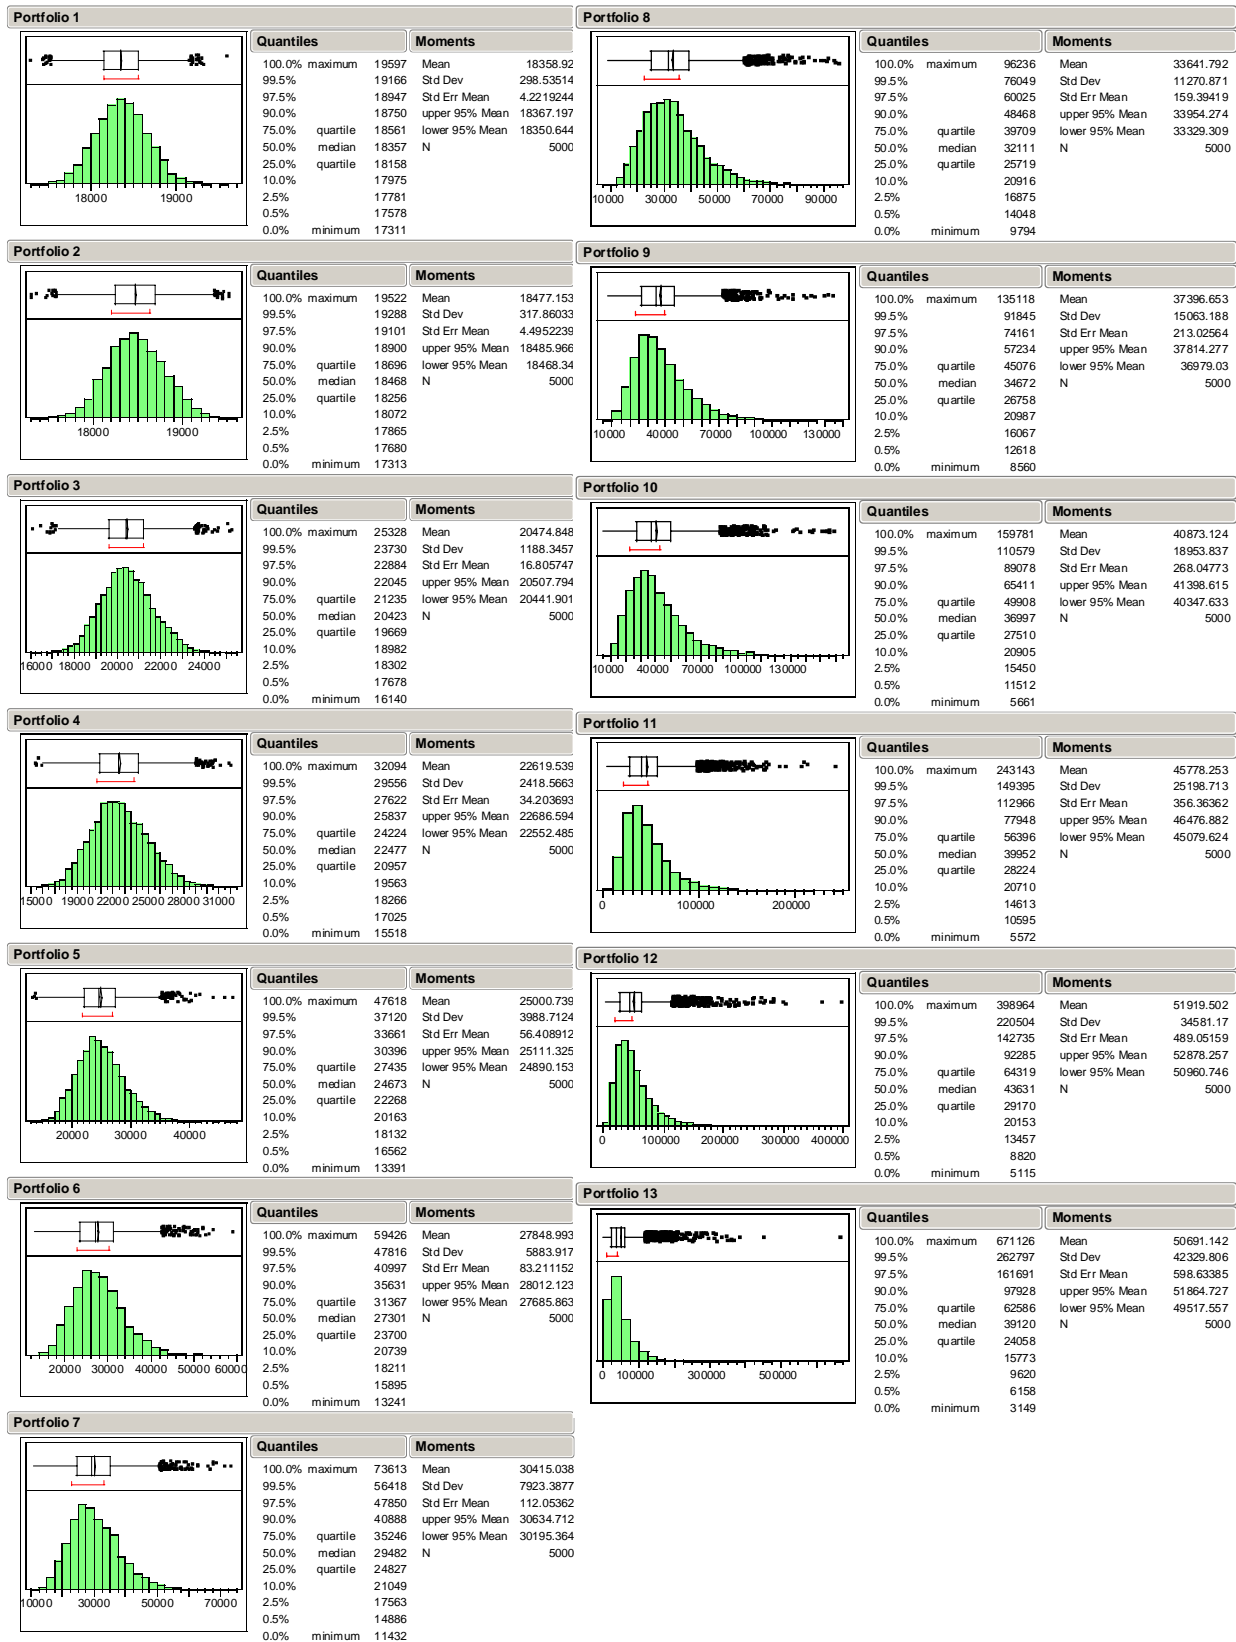 Portfolio 1
Quantiles
Moments
100.0% maximum 19597 Mean 18358.92
99.5% 19166 Std Dev 298.53514
97.5% 18947 Std Err Mean 4.2219244
90.0% 18750 upper 95% Mean 18367.197
75.0% quartile 18561 lower 95% Mean 18350.644
50.0% median 18357 N 5000
25.0% quartile 18158
10.0% 17975
2.5% 17781
0.5% 17578
0.0% minimum 17311
18000 19000
Portfolio 2
Quantiles
Moments
100.0% maximum 19522 Mean 18477.153
99.5% 19288 Std Dev 317.86033
97.5% 19101 Std Err Mean 4.4952239
90.0% 18900 upper 95% Mean 18485.966
75.0% quartile 18696 lower 95% Mean 18468.34
50.0% median 18468 N 5000
25.0% quartile 18256
10.0% 18072
2.5% 17865
0.5% 17680
0.0% minimum 17313
18000 19000
Portfolio 3
Quantiles
Moments
100.0% maximum 25328 Mean 20474.848
99.5% 23730 Std Dev 1188.3457
97.5% 22884 Std Err Mean 16.805747
90.0% 22045 upper 95% Mean 20507.794
75.0% quartile 21235 lower 95% Mean 20441.901
50.0% median 20423 N 5000
25.0% quartile 19669
10.0% 18982
2.5% 18302
0.5% 17678
0.0% minimum 16140
16000 18000 20000 22000 24000
Portfolio 4
Quantiles
Moments
100.0% maximum 32094 Mean 22619.539
99.5% 29556 Std Dev 2418.5663
97.5% 27622 Std Err Mean 34.203693
90.0% 25837 upper 95% Mean 22686.594
75.0% quartile 24224 lower 95% Mean 22552.485
50.0% median 22477 N 5000
25.0% quartile 20957
10.0% 19563
2.5% 18266
0.5% 17025
0.0% minimum 15518
15000 19000 22000 25000 28000 31000
Portfolio 5
Quantiles
Moments
100.0% maximum 47618 Mean 25000.739
99.5% 37120 Std Dev 3988.7124
97.5% 33661 Std Err Mean 56.408912
90.0% 30396 upper 95% Mean 25111.325
75.0% quartile 27435 lower 95% Mean 24890.153
50.0% median 24673 N 5000
25.0% quartile 22268
10.0% 20163
2.5% 18132
0.5% 16562
0.0% minimum 13391
20000 30000 40000
Portfolio 6
Quantiles
Moments
100.0% maximum 59426 Mean 27848.993
99.5% 47816 Std Dev 5883.917
97.5% 40997 Std Err Mean 83.211152
90.0% 35631 upper 95% Mean 28012.123
75.0% quartile 31367 lower 95% Mean 27685.863
50.0% median 27301 N 5000
25.0% quartile 23700
10.0% 20739
2.5% 18211
0.5% 15895
0.0% minimum 13241
20000 30000 40000 50000 60000
Portfolio 7
Quantiles
Moments
100.0% maximum 73613 Mean 30415.038
99.5% 56418 Std Dev 7923.3877
97.5% 47850 Std Err Mean 112.05362
90.0% 40888 upper 95% Mean 30634.712
75.0% quartile 35246 lower 95% Mean 30195.364
50.0% median 29482 N 5000
25.0% quartile 24827
10.0% 21049
2.5% 17563
0.5% 14886
0.0% minimum 11432
10000 30000 50000 70000
Portfolio 8
Quantiles
Moments
100.0% maximum 96236 Mean 33641.792
99.5% 76049 Std Dev 11270.871
97.5% 60025 Std Err Mean 159.39419
90.0% 48468 upper 95% Mean 33954.274
75.0% quartile 39709 lower 95% Mean 33329.309
50.0% median 32111 N 5000
25.0% quartile 25719
10.0% 20916
2.5% 16875
0.5% 14048
0.0% minimum 9794
10000 30000 50000 70000 90000
Portfolio 9
Quantiles
Moments
100.0% maximum 135118 Mean 37396.653
99.5% 91845 Std Dev 15063.188
97.5% 74161 Std Err Mean 213.02564
90.0% 57234 upper 95% Mean 37814.277
75.0% quartile 45076 lower 95% Mean 36979.03
50.0% median 34672 N 5000
25.0% quartile 26758
10.0% 20987
2.5% 16067
0.5% 12618
0.0% minimum 8560
10000 40000 70000 100000 130000
Portfolio 10
Quantiles
Moments
100.0% maximum 159781 Mean 40873.124
99.5% 110579 Std Dev 18953.837
97.5% 89078 Std Err Mean 268.04773
90.0% 65411 upper 95% Mean 41398.615
75.0% quartile 49908 lower 95% Mean 40347.633
50.0% median 36997 N 5000
25.0% quartile 27510
10.0% 20905
2.5% 15450
0.5% 11512
0.0% minimum 5661
10000 40000 70000 100000 130000
Portfolio 11
Quantiles
Moments
100.0% maximum 243143 Mean 45778.253
99.5% 149395 Std Dev 25198.713
97.5% 112966 Std Err Mean 356.36362
90.0% 77948 upper 95% Mean 46476.882
75.0% quartile 56396 lower 95% Mean 45079.624
50.0% median 39952 N 5000
25.0% quartile 28224
10.0% 20710
2.5% 14613
0.5% 10595
0.0% minimum 5572
0 100000 200000
Portfolio 12
Quantiles
Moments
100.0% maximum 398964 Mean 51919.502
99.5% 220504 Std Dev 34581.17
97.5% 142735 Std Err Mean 489.05159
90.0% 92285 upper 95% Mean 52878.257
75.0% quartile 64319 lower 95% Mean 50960.746
50.0% median 43631 N 5000
25.0% quartile 29170
10.0% 20153
2.5% 13457
0.5% 8820
0.0% minimum 5115
0 100000 200000 300000 400000
Portfolio 13
Quantiles
Moments
100.0% maximum 671126 Mean 50691.142
99.5% 262797 Std Dev 42329.806
97.5% 161691 Std Err Mean 598.63385
90.0% 97928 upper 95% Mean 51864.727
75.0% quartile 62586 lower 95% Mean 49517.557
50.0% median 39120 N 5000
25.0% quartile 24058
10.0% 15773
2.5% 9620
0.5% 6158
0.0% minimum 3149
0 100000 300000 500000